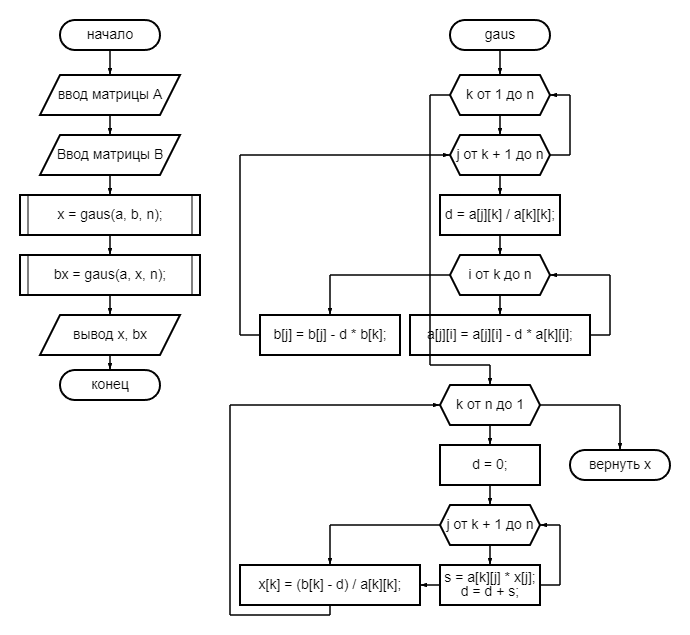 начало
ввод матрицы A
Ввод матрицы B
x = gaus(a, b, n);
bx = gaus(a, x, n);
вывод x, bx
конец
gaus
k от 1 до n
j от k + 1 до n
d = a[j][k] / a[k][k];
i от k до n
b[j] = b[j] - d * b[k];
a[j][i] = a[j][i] - d * a[k][i];
k от n до 1
вернуть x
d = 0;
j от k + 1 до n
x[k] = (b[k] - d) / a[k][k];
s = a[k][j] * x[j];
d = d + s;